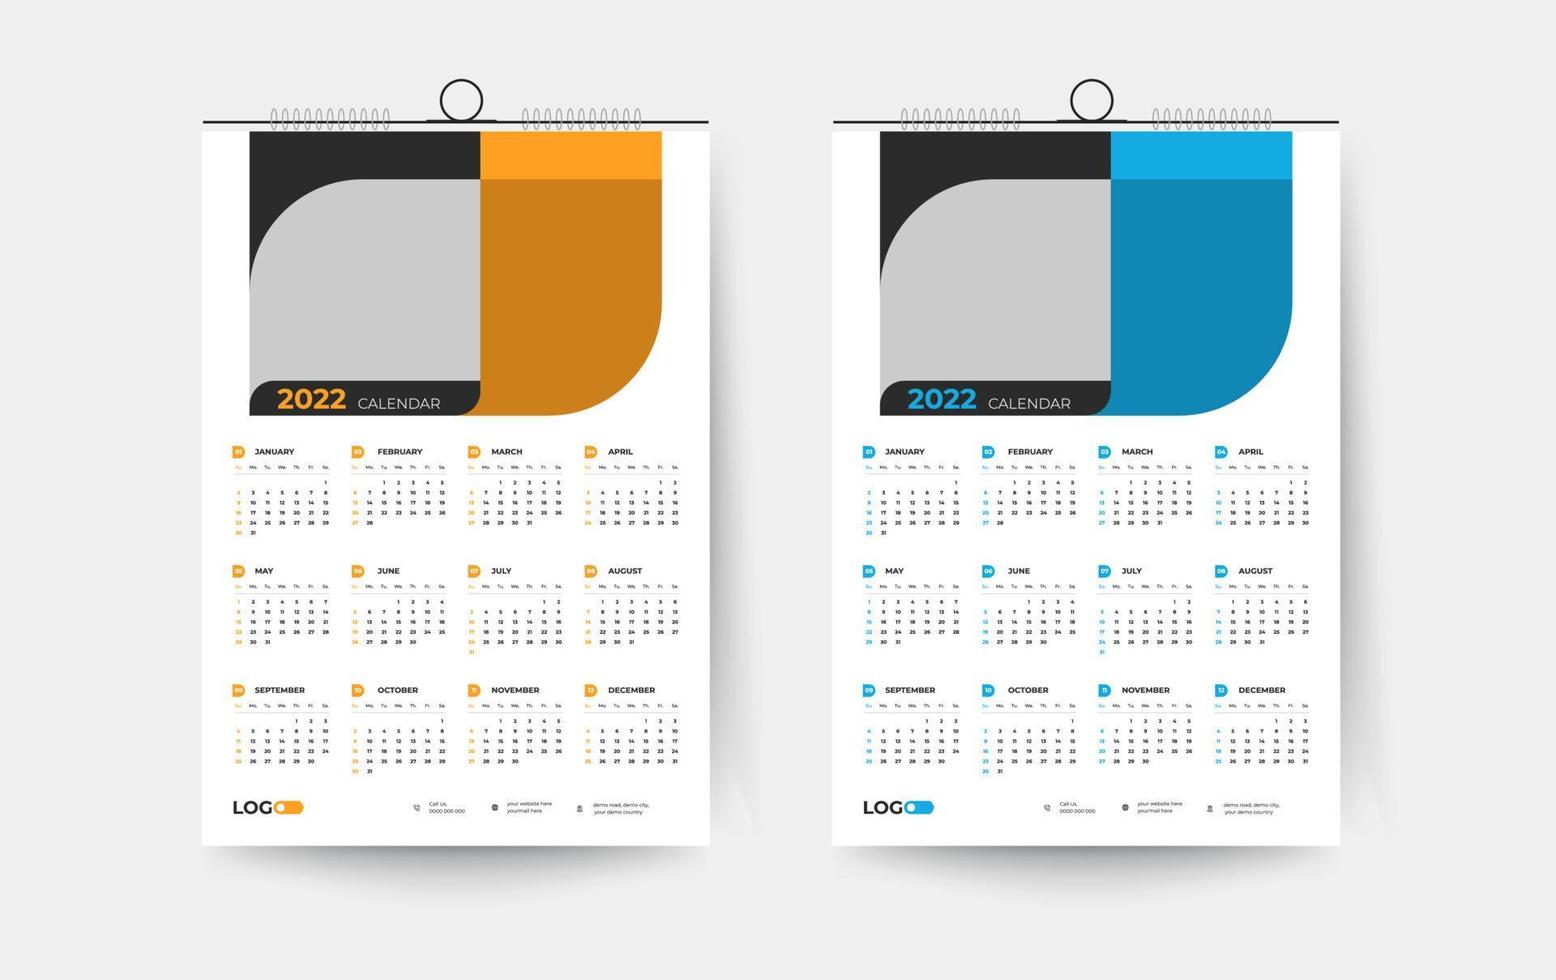 2022 CALENDAR
01 JANUARY
Su. Mo. Tu. We. Th. Fr. Sa.
1
2 3 4 5 6 7 8
9 10 11 12 13 14 15
16 17 18 19 20 21 22
23 24 25 26 27 28 29
30 31
02 FEBRUARY
Su. Mo. Tu. We. Th. Fr. Sa.
1 2 3 4 5
6 7 8 9 10 11 12
13 14 15 16 17 18 19
20 21 22 23 24 25 26
27 28
03 MARCH
Su. Mo. Tu. We. Th. Fr. Sa.
1 2 3 4 5
6 7 8 9 10 11 12
13 14 15 16 17 18 19
20 21 22 23 24 25 26
27 28 29 30 31
04 APRIL
Su. Mo. Tu. We. Th. Fr. Sa.
1 2
3 4 5 6 7 8 9
10 11 12 13 14 15 16
17 18 19 20 21 22 23
24 25 26 27 28 29 30
05 MAY
Su. Mo. Tu. We. Th. Fr. Sa.
1 2 3 4 5 6 7
8 9 10 11 12 13 14
15 16 17 18 19 20 21
22 23 24 25 26 27 28
29 30 31
06 JUNE
Su. Mo. Tu. We. Th. Fr. Sa.
1 2 3 4
5 6 7 8 9 10 11
12 13 14 15 16 17 18
19 20 21 22 23 24 25
26 27 28 29 30
07 JULY
Su. Mo. Tu. We. Th. Fr. Sa.
1 2
3 4 5 6 7 8 9
10 11 12 13 14 15 16
17 18 19 20 21 22 23
24 25 26 27 28 29 30
31
08 AUGUST
Su. Mo. Tu. We. Th. Fr. Sa.
1 2 3 4 5 6
7 8 9 10 11 12 13
14 15 16 17 18 19 20
21 22 23 24 25 26 27
28 29 30 31
09 SEPTEMBER
Su. Mo. Tu. We. Th. Fr. Sa.
1 2 3
4 5 6 7 8 9 10
11 12 13 14 15 16 17
18 19 20 21 22 23 24
25 26 27 28 29 30
10 OCTOBER
Su. Mo. Tu. We. Th. Fr. Sa.
1
2 3 4 5 6 7 8
9 10 11 12 13 14 15
16 17 18 19 20 21 22
23 24 25 26 27 28 29
30 31
11 NOVEMBER
Su. Mo. Tu. We. Th. Fr. Sa.
1 2 3 4 5
6 7 8 9 10 11 12
13 14 15 16 17 18 19
20 21 22 23 24 25 26
27 28 29 30
12 DECEMBER
Su. Mo. Tu. We. Th. Fr. Sa.
1 2 3
4 5 6 7 8 9 10
11 12 13 14 15 16 17
18 19 20 21 22 23 24
25 26 27 28 29 30 31
LOGO
Call Us,
0000 000 000
your website here
yourmail here
demo road, demo city,
your demo country
2022 CALENDAR
01 JANUARY
Su. Mo. Tu. We. Th. Fr. Sa.
1
2 3 4 5 6 7 8
9 10 11 12 13 14 15
16 17 18 19 20 21 22
23 24 25 26 27 28 29
30 31
02 FEBRUARY
Su. Mo. Tu. We. Th. Fr. Sa.
1 2 3 4 5
6 7 8 9 10 11 12
13 14 15 16 17 18 19
20 21 22 23 24 25 26
27 28
03 MARCH
Su. Mo. Tu. We. Th. Fr. Sa.
1 2 3 4 5
6 7 8 9 10 11 12
13 14 15 16 17 18 19
20 21 22 23 24 25 26
27 28 29 30 31
04 APRIL
Su. Mo. Tu. We. Th. Fr. Sa.
1 2
3 4 5 6 7 8 9
10 11 12 13 14 15 16
17 18 19 20 21 22 23
24 25 26 27 28 29 30
05 MAY
Su. Mo. Tu. We. Th. Fr. Sa.
1 2 3 4 5 6 7
8 9 10 11 12 13 14
15 16 17 18 19 20 21
22 23 24 25 26 27 28
29 30 31
06 JUNE
Su. Mo. Tu. We. Th. Fr. Sa.
1 2 3 4
5 6 7 8 9 10 11
12 13 14 15 16 17 18
19 20 21 22 23 24 25
26 27 28 29 30
07 JULY
Su. Mo. Tu. We. Th. Fr. Sa.
1 2
3 4 5 6 7 8 9
10 11 12 13 14 15 16
17 18 19 20 21 22 23
24 25 26 27 28 29 30
31
08 AUGUST
Su. Mo. Tu. We. Th. Fr. Sa.
1 2 3 4 5 6
7 8 9 10 11 12 13
14 15 16 17 18 19 20
21 22 23 24 25 26 27
28 29 30 31
09 SEPTEMBER
Su. Mo. Tu. We. Th. Fr. Sa.
1 2 3
4 5 6 7 8 9 10
11 12 13 14 15 16 17
18 19 20 21 22 23 24
25 26 27 28 29 30
10 OCTOBER
Su. Mo. Tu. We. Th. Fr. Sa.
1
2 3 4 5 6 7 8
9 10 11 12 13 14 15
16 17 18 19 20 21 22
23 24 25 26 27 28 29
30 31
11 NOVEMBER
Su. Mo. Tu. We. Th. Fr. Sa.
1 2 3 4 5
6 7 8 9 10 11 12
13 14 15 16 17 18 19
20 21 22 23 24 25 26
27 28 29 30
12 DECEMBER
Su. Mo. Tu. We. Th. Fr. Sa.
1 2 3
4 5 6 7 8 9 10
11 12 13 14 15 16 17
18 19 20 21 22 23 24
25 26 27 28 29 30 31
LOGO
Call Us,
0000 000 000
your website here
yourmail here
demo road, demo city,
your demo country